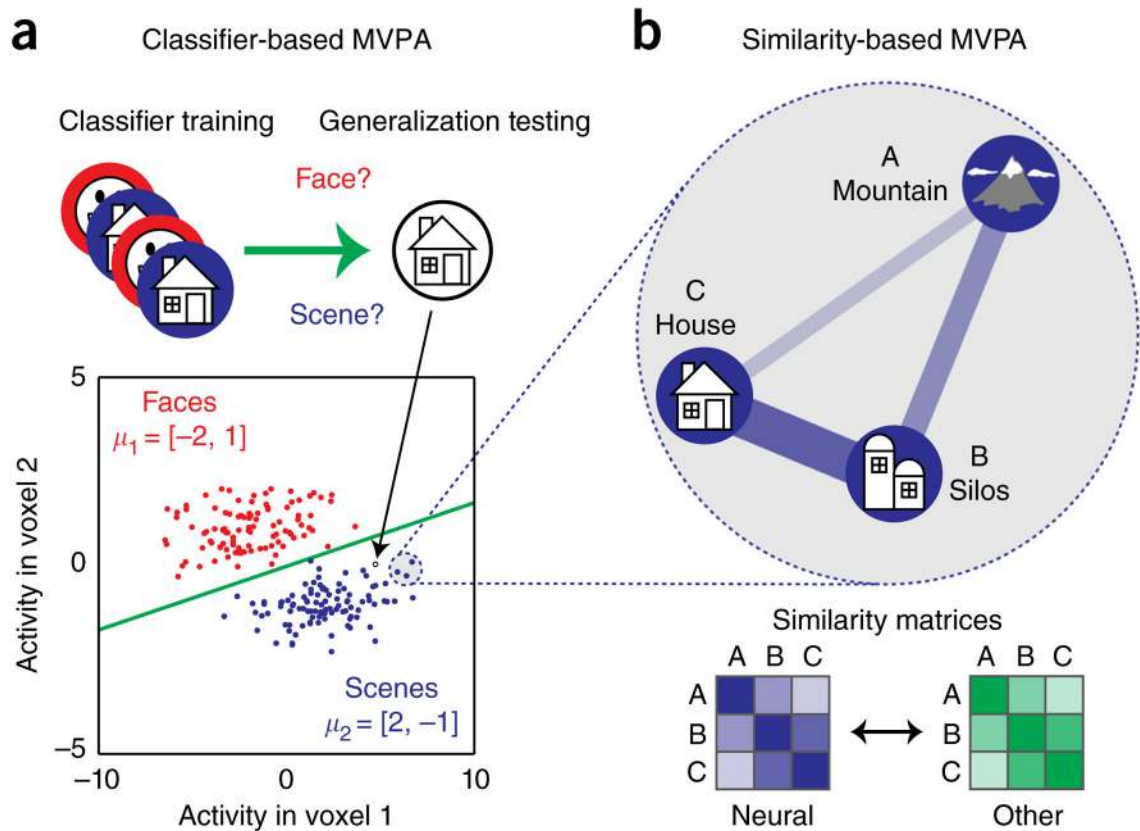 a
Classifier-based MVPA
Classifier training
Generalization testing
Face?
Scene?
5
Faces
μ1 = [−2, 1]
Activity in voxel 2
0
Scenes
μ2 = [2, −1]
−5
−10
0
10
Activity in voxel 1
b
Similarity-based MVPA
A
Mountain
C
House
B
Silos
Similarity matrices
A B C
A
B
C
Neural
A B C
A
B
C
Other